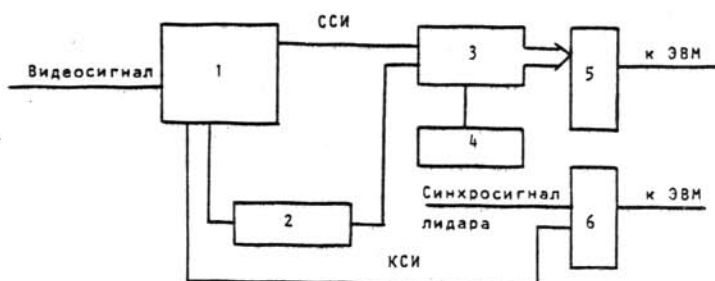 ССИ
Видеосигнал
1
3
5
к ЭВМ
4
2
Синхросигнал
лидара
6
к ЭВМ
КСИ